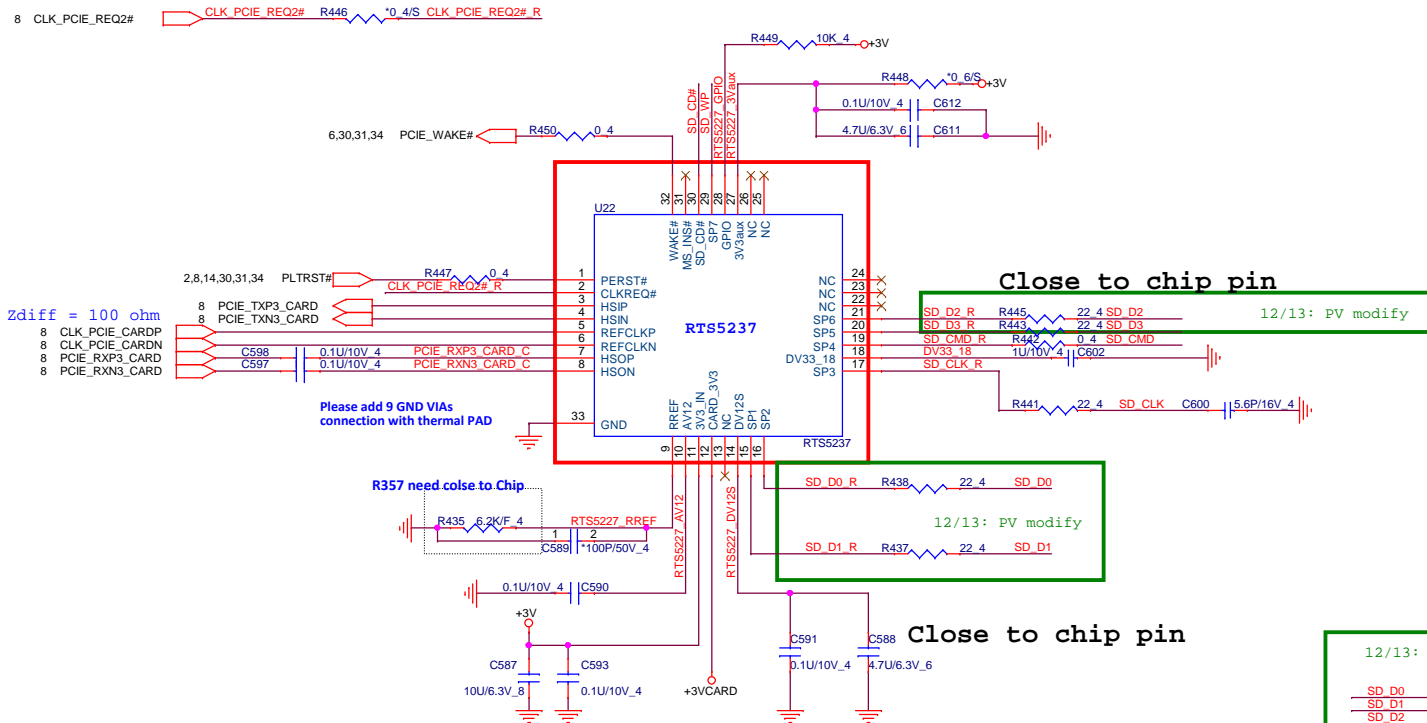 8 CLK_PCIE_REQ2# CLK_PCIE_REQ2# R446 *0_4/S CLK_PCIE_REQ2#_R
R449 10K_4 +3V
R448 *0_6/S +3V
0.1U/10V_4 C612
4.7U/6.3V_6 C611
6,30,31,34 PCIE_WAKE# R450 0_4
SD_CD#
SD_WP
RTS5227_GPIO
RTS5227_3Vaux
32 31 30 29 28 27 26 25
U22
WAKE#
MS_INS#
SD_CD#
SP7
GPIO
3V3aux
NC
NC
2,8,14,30,31,34 PLTRST# R447 0_4 1 PERST#
CLK_PCIE_REQ2#_R 2 CLKREQ#
8 PCIE_TXP3_CARD 3 HSIP
8 PCIE_TXN3_CARD 4 HSIN
Zdiff = 100 ohm
8 CLK_PCIE_CARDP 5 REFCLKP
8 CLK_PCIE_CARDN 6 REFCLKN
8 PCIE_RXP3_CARD C598 0.1U/10V_4 PCIE_RXP3_CARD_C 7 HSOP
8 PCIE_RXN3_CARD C597 0.1U/10V_4 PCIE_RXN3_CARD_C 8 HSON
RTS5237
Close to chip pin
NC 24
NC 23
NC 22
SP6 21 SD_D2_R R445 22_4 SD_D2
SP5 20 SD_D3_R R443 22_4 SD_D3
SP4 19 SD_CMD_R R442 0_4 SD_CMD
DV33_18 18 DV33_18 1U/10V_4 C602
SP3 17 SD_CLK_R
12/13: PV modify
R441 22_4 SD_CLK C600 5.6P/16V_4
Please add 9 GND VIAs
connection with thermal PAD
33 GND
RREF
AV12
3V3_IN
CARD_3V3
NC
DV12S
SP1
SP2
RTS5237
9 10 11 12 13 14 15 16
R357 need colse to Chip
R435 6.2K/F_4 RTS5227_RREF
1 2
C589 *100P/50V_4
RTS5227_AV12
RTS5227_DV12S
SD_D0_R R438 22_4 SD_D0
12/13: PV modify
SD_D1_R R437 22_4 SD_D1
0.1U/10V_4 C590
+3V
C587 C593
10U/6.3V_8 0.1U/10V_4
+3VCARD
C591 C588
0.1U/10V_4 4.7U/6.3V_6
Close to chip pin
12/13:
SD_D0
SD_D1
SD_D2